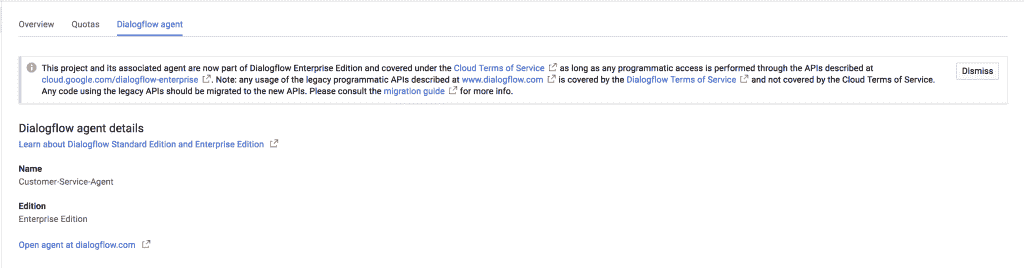 Overview Quotas Dialogflow agent
This project and its associated agent are now part of Dialogflow Enterprise Edition and covered under the Cloud Terms of Service as long as any programmatic access is performed through the APIs described at
cloud.google.com/dialogflow-enterprise. Note: any usage of the legacy programmatic APIs described at www.dialogflow.com is covered by the Dialogflow Terms of Service and not covered by the Cloud Terms of Service.
Any code using the legacy APIs should be migrated to the new APIs. Please consult the migration guide for more info.
Dismiss
Dialogflow agent details
Learn about Dialogflow Standard Edition and Enterprise Edition
Name
Customer-Service-Agent
Edition
Enterprise Edition
Open agent at dialogflow.com